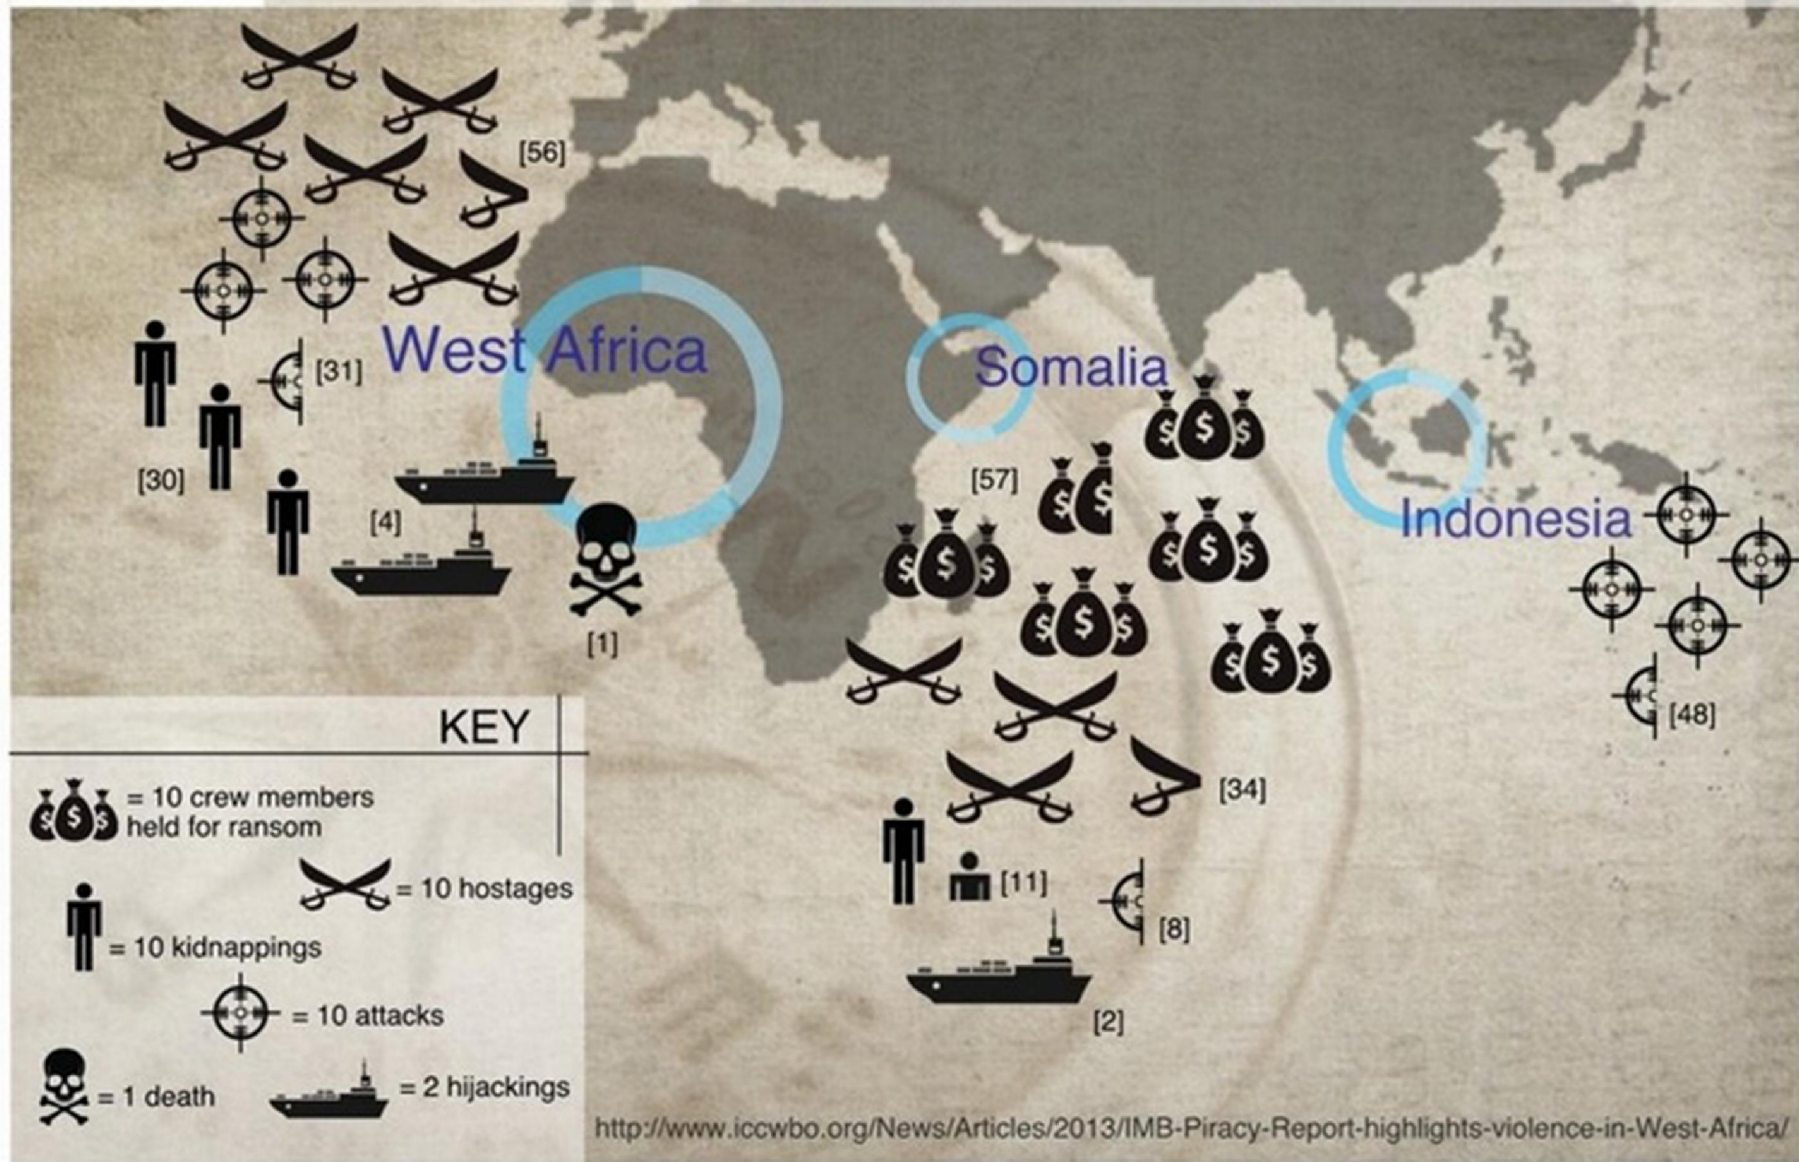 [56]
[31]
West Africa
Somalia
[30]
[57]
[4]
Indonesia
[1]
[48]
[34]
[11]
[8]
[2]
KEY
= 10 crew members
held for ransom
= 10 hostages
= 10 kidnappings
= 10 attacks
= 1 death
= 2 hijackings
http://www.iccwbo.org/News/Articles/2013/IMB-Piracy-Report-highlights-violence-in-West-Africa/